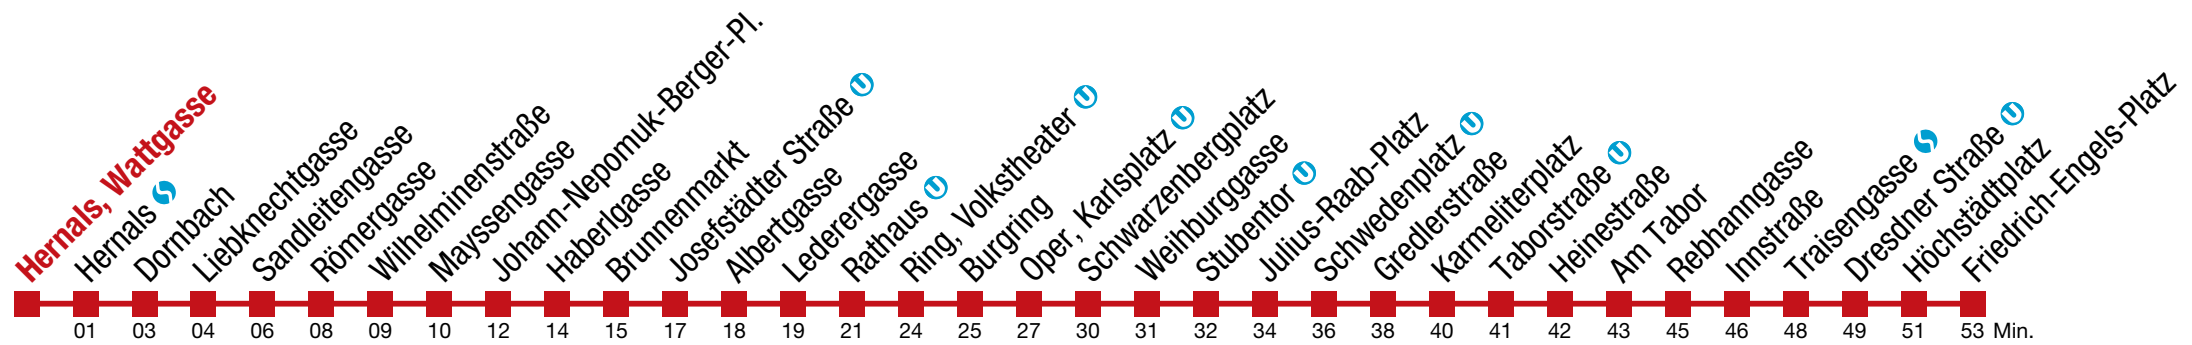 Hernals, Wattgasse
Hernals
Dornbach
Liebknechtgasse
Sandleitengasse
Römergasse
Wilhelminenstraße
Mayssengasse
Johann-Nepomuk-Berger-Pl.
Haberlgasse
Brunnenmarkt
Josefstädter Straße U
Albertgasse
Lederergasse
Rathaus U
Ring, Volkstheater U
Burgring
Oper, Karlsplatz U
Schwarzenbergplatz
Weihburggasse
Stubentor U
Julius-Raab-Platz
Schwedenplatz U
Gredlerstraße
Karmeliterplatz
Taborstraße U
Heinestraße
Am Tabor
Rebhanngasse
Innstraße
Traisengasse
Dresdner Straße U
Höchstädtplatz
Friedrich-Engels-Platz
01 03 04 06 08 09 10 12 14 15 17 18 19 21 24 25 27 30 31 32 34 36 38 40 41 42 43 45 46 48 49 51 53 Min.